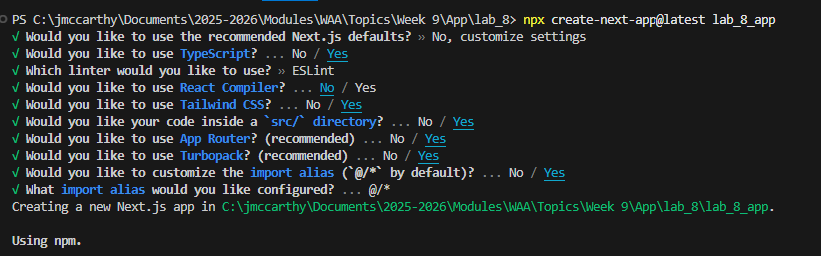 PS C:\jmccarthy\Documents\2025-2026\Modules\WAA\Topics\Week 9\App\lab_8> npx create-next-app@latest lab_8_app
√ Would you like to use the recommended Next.js defaults? » No, customize settings
√ Would you like to use TypeScript? ... No / Yes
√ Which linter would you like to use? » ESLint
√ Would you like to use React Compiler? ... No / Yes
√ Would you like to use Tailwind CSS? ... No / Yes
√ Would you like your code inside a `src/` directory? ... No / Yes
√ Would you like to use App Router? (recommended) ... No / Yes
√ Would you like to use Turbopack? (recommended) ... No / Yes
√ Would you like to customize the import alias (`@/*` by default)? ... No / Yes
√ What import alias would you like configured? ... @/*
Creating a new Next.js app in C:\jmccarthy\Documents\2025-2026\Modules\WAA\Topics\Week 9\App\lab_8\lab_8_app.
Using npm.